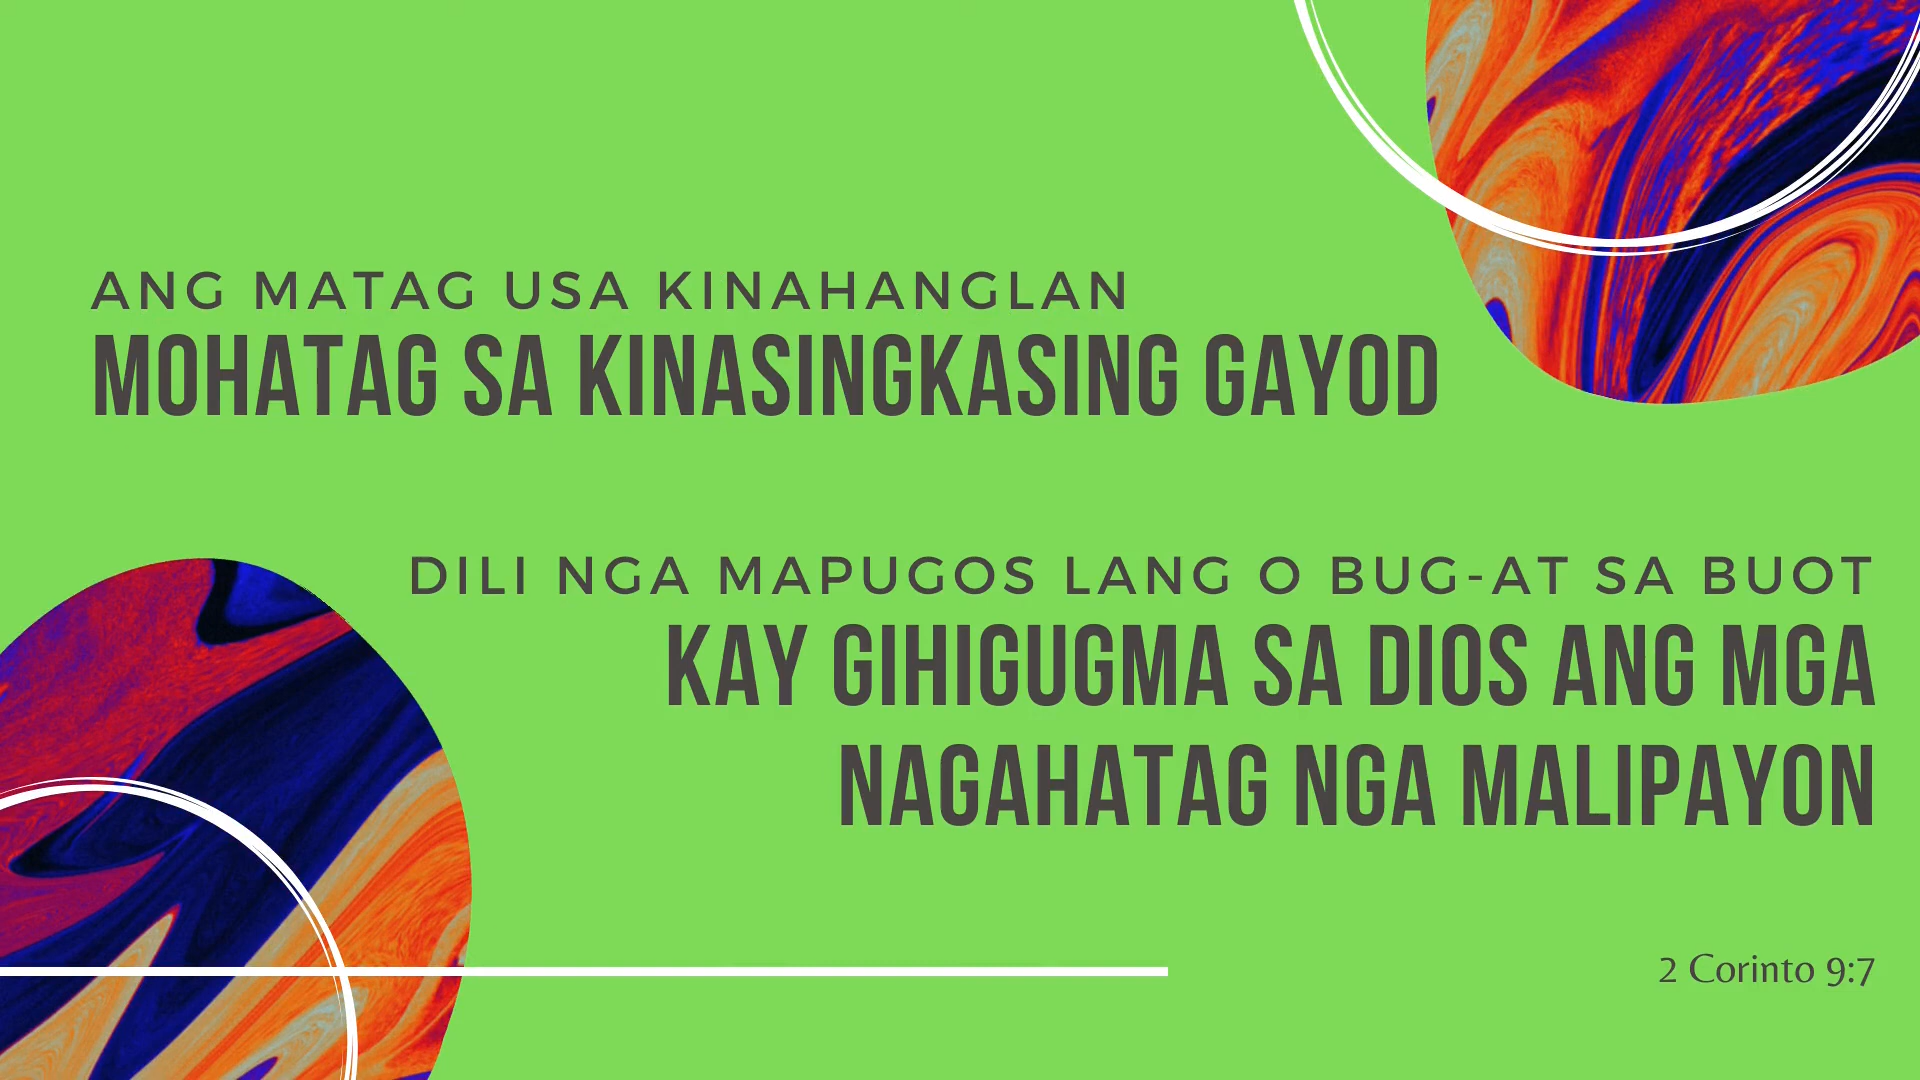 ANG MATAG USA KINAHANGLAN
MOHATAG SA KINASINGKASING GAYOD
DILI NGA MAPUGOS LANG O BUG-AT SA BUOT
KAY GIHIGUGMA SA DIOS ANG MGA
NAGAHATAG NGA MALIPAYON
2 Corinto 9:7